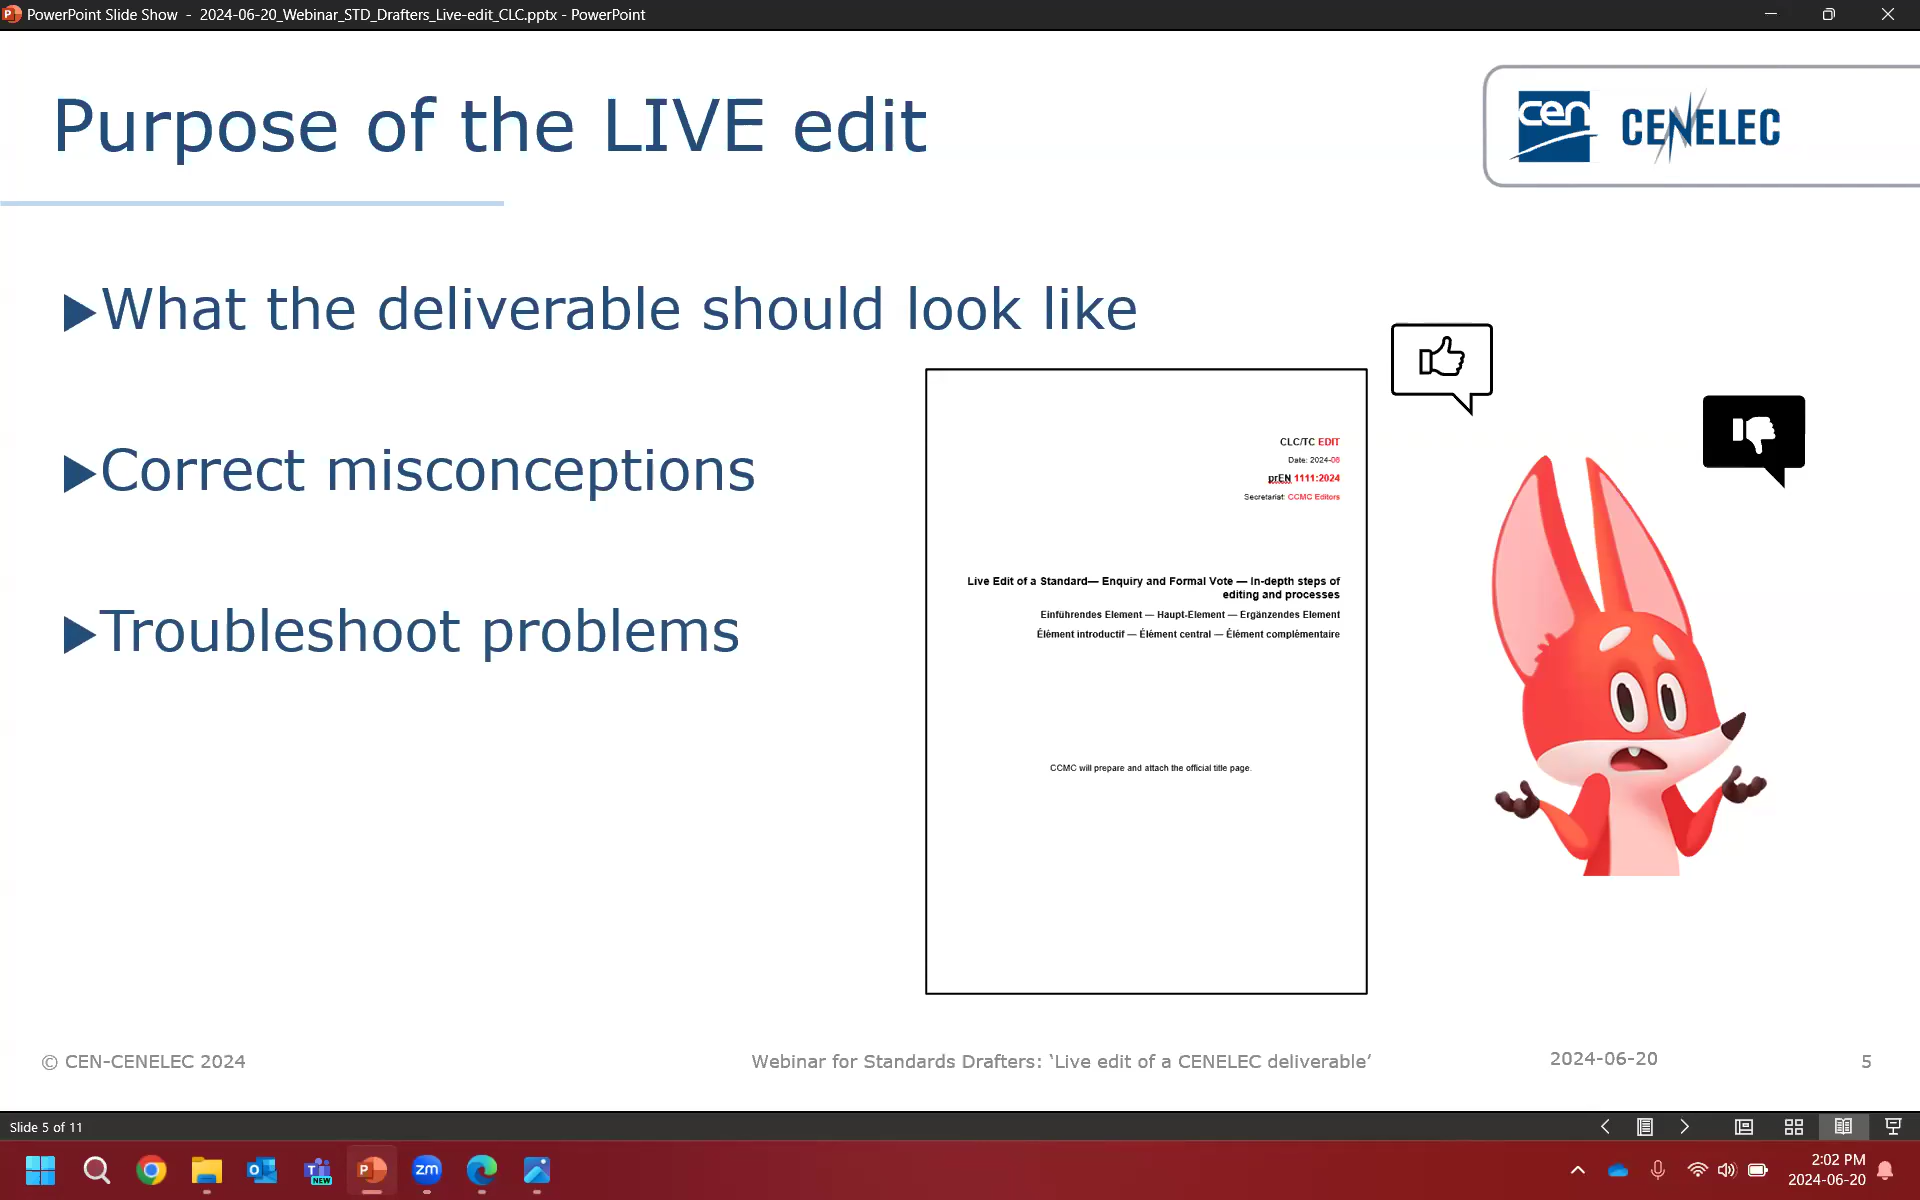 PowerPoint Slide Show - 2024-06-20_Webinar_STD_Drafters_Live-edit_CLC.pptx - PowerPoint
Purpose of the LIVE edit
cen
CENELEC
▶What the deliverable should look like
▶Correct misconceptions
▶Troubleshoot problems
CLC/TC EDIT
Date: 2024-06
prEN 1111:2024
Secretariat: CCMC Editors
Live Edit of a Standard— Enquiry and Formal Vote — In-depth steps of
editing and processes
Einführendes Element — Haupt-Element — Ergänzendes Element
Élément introductif — Élément central — Élément complémentaire
CCMC will prepare and attach the official title page.
© CEN-CENELEC 2024
Webinar for Standards Drafters: ‘Live edit of a CENELEC deliverable’
2024-06-20
5
Slide 5 of 11
NEW
zm
2:02 PM
2024-06-20